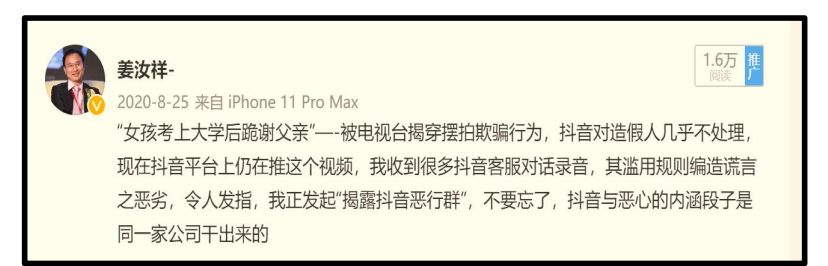 姜汝祥-
1.6万
阅读
推广
2020-8-25 来自 iPhone 11 Pro Max
“女孩考上大学后跪谢父亲”—-被电视台揭穿摆拍欺骗行为，抖音对造假人几乎不处理，
现在抖音平台上仍在推这个视频，我收到很多抖音客服对话录音，其滥用规则编造谎言
之恶劣，令人发指，我正发起“揭露抖音恶行群”，不要忘了，抖音与恶心的内涵段子是
同一家公司干出来的